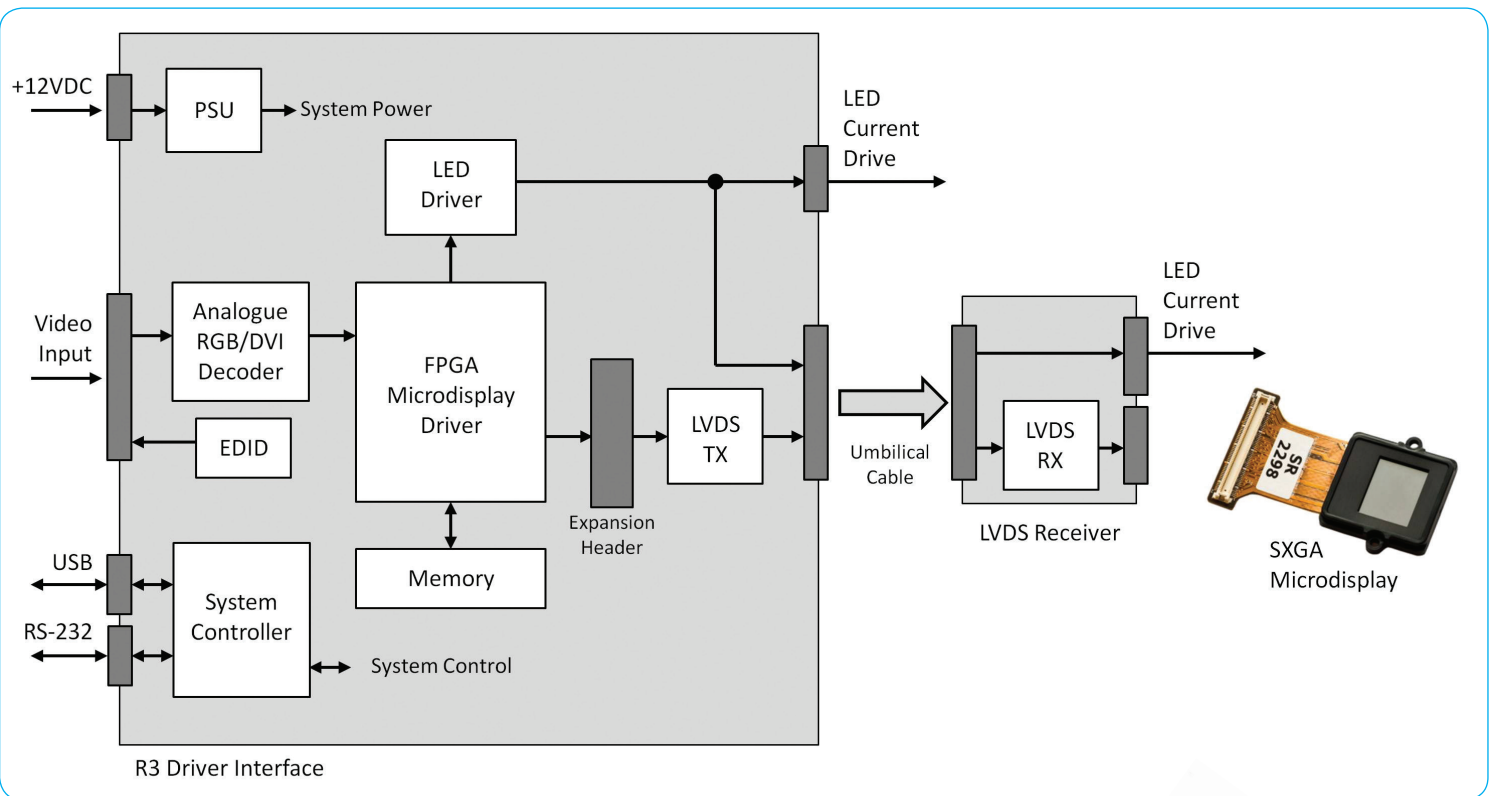 +12VDC
PSU
System Power
LED
Driver
LED
Current
Drive
Video
Input
Analogue
RGB/DVI
Decoder
EDID
FPGA
Microdisplay
Driver
Expansion
Header
LVDS
TX
Umbilical
Cable
LVDS
RX
LVDS Receiver
LED
Current
Drive
SR
2298
SXGA
Microdisplay
Memory
USB
RS-232
System
Controller
System Control
R3 Driver Interface